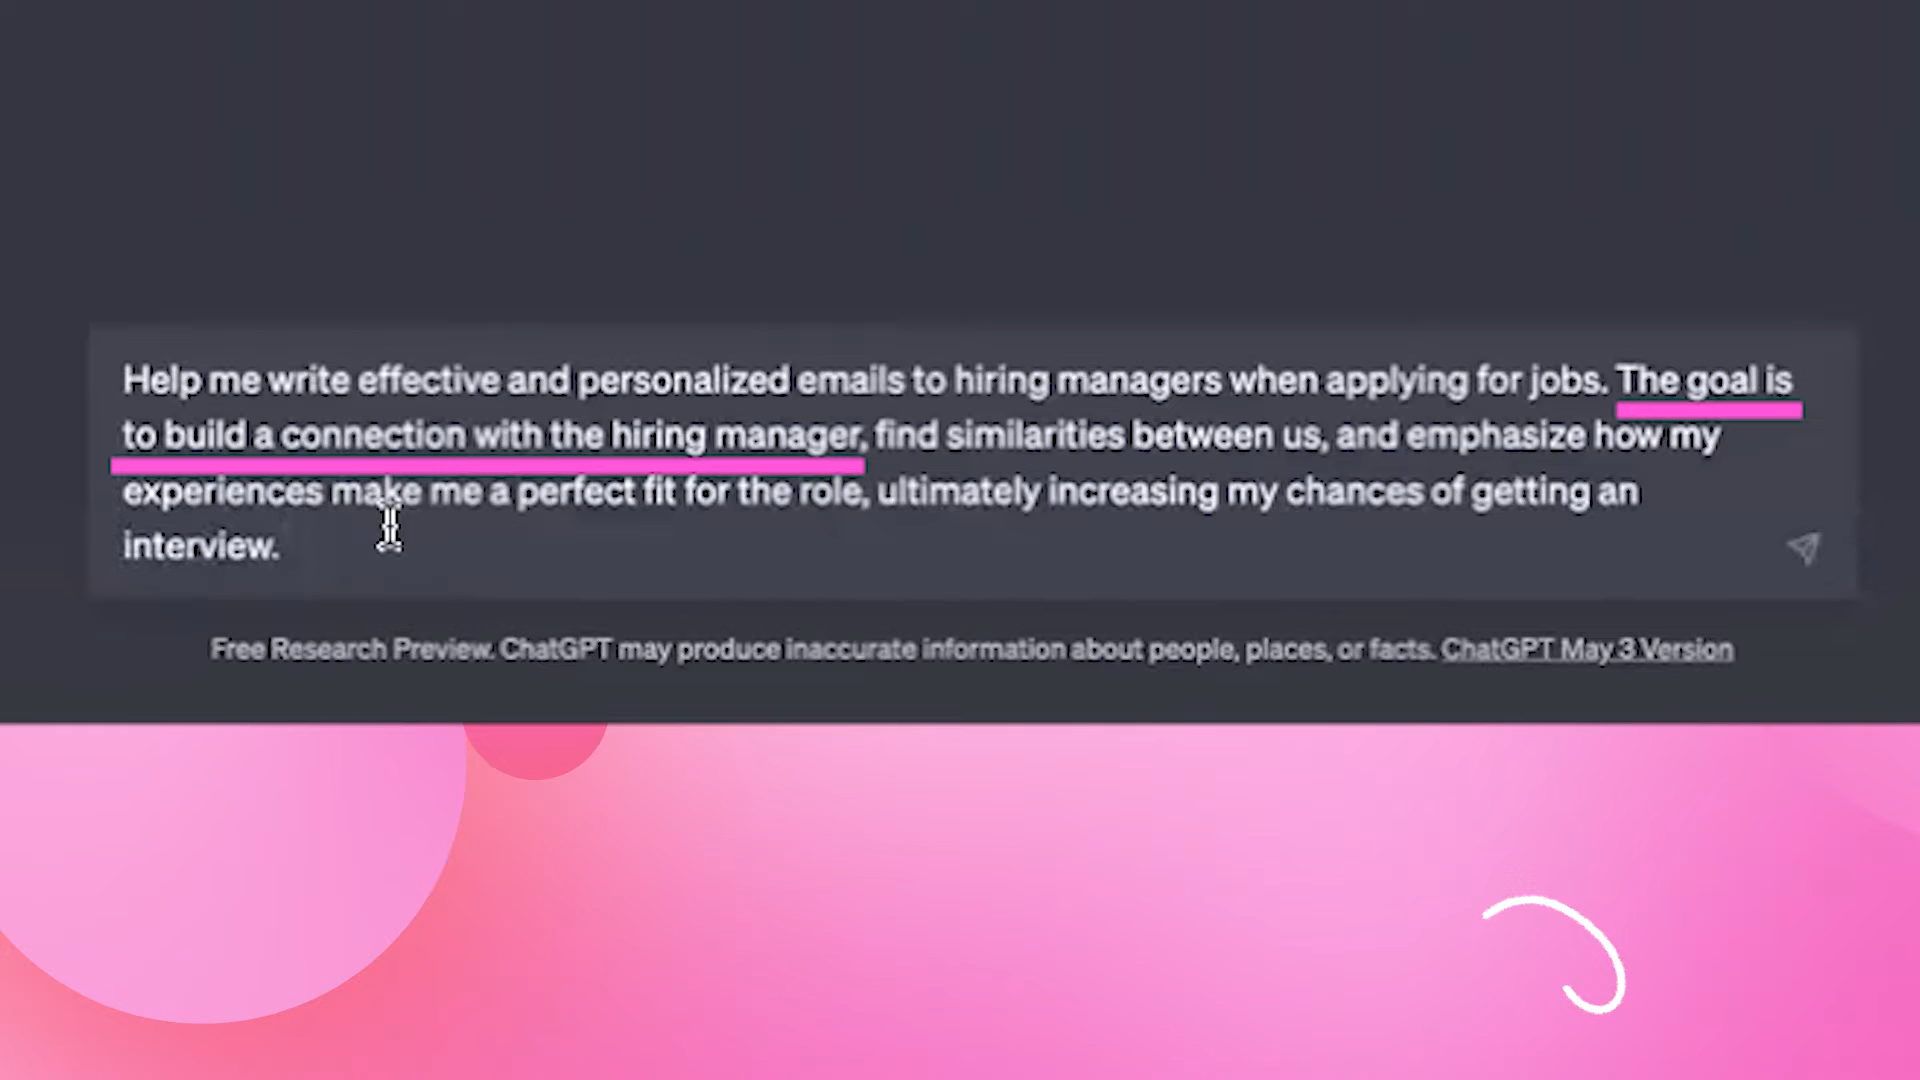 Help me write effective and personalized emails to hiring managers when applying for jobs. The goal is
to build a connection with the hiring manager, find similarities between us, and emphasize how my
experiences make me a perfect fit for the role, ultimately increasing my chances of getting an
interview.
Free Research Preview. ChatGPT may produce inaccurate information about people, places, or facts. ChatGPT May 3 Version